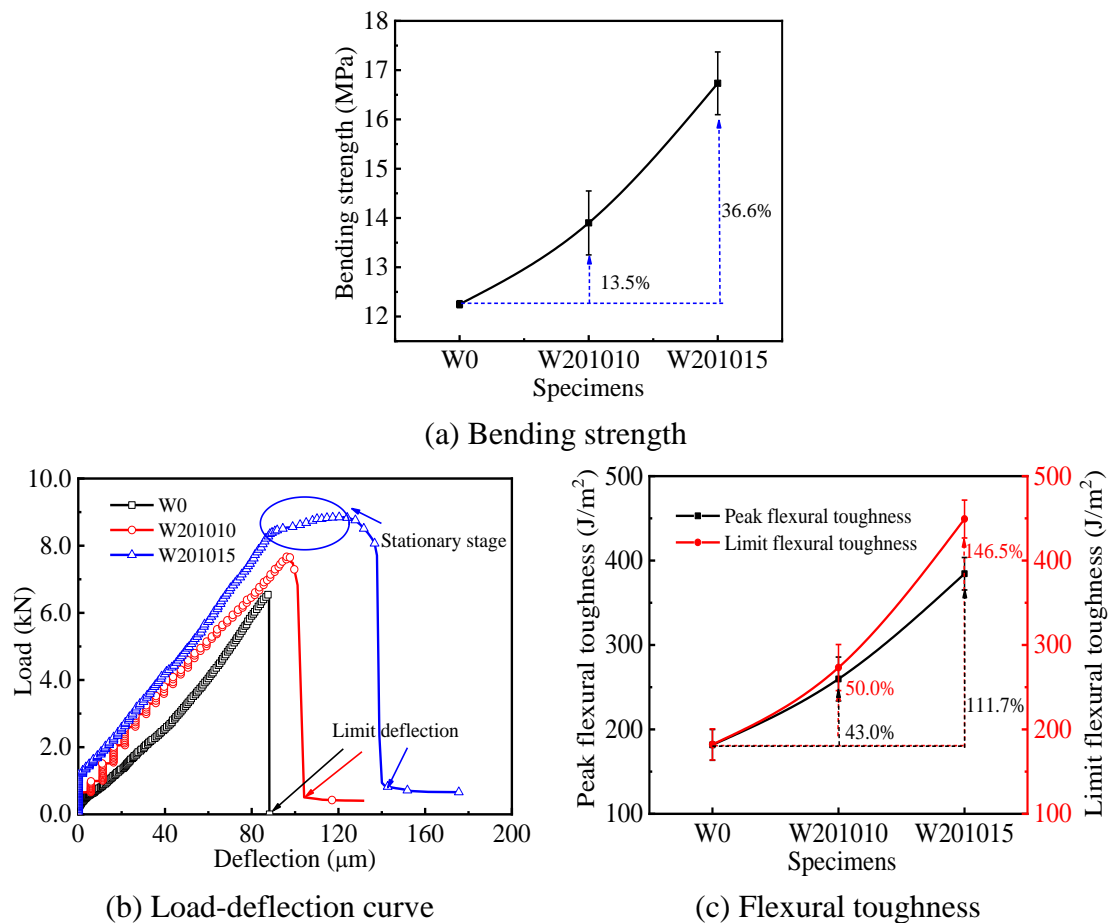 18
17
16
15
14
13
12
Bending strength (MPa)
36.6%
13.5%
W0 W201010 W201015
Specimens
(a) Bending strength
10.0
8.0
6.0
4.0
2.0
0.0
Load (kN)
W0
W201010
W201015
Stationary stage
Limit deflection
0 40 80 120 160 200
Deflection (μm)
(b) Load-deflection curve
500
400
300
200
100
Peak flexural toughness (J/m²)
Peak flexural toughness
Limit flexural toughness
146.5%
50.0%
43.0%
111.7%
500
400
300
200
100
Limit flexural toughness (J/m²)
W0 W201010 W201015
Specimens
(c) Flexural toughness